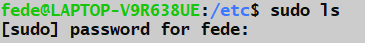 fede@LAPTOP-V9R638UE:/etc$ sudo ls
[sudo] password for fede: